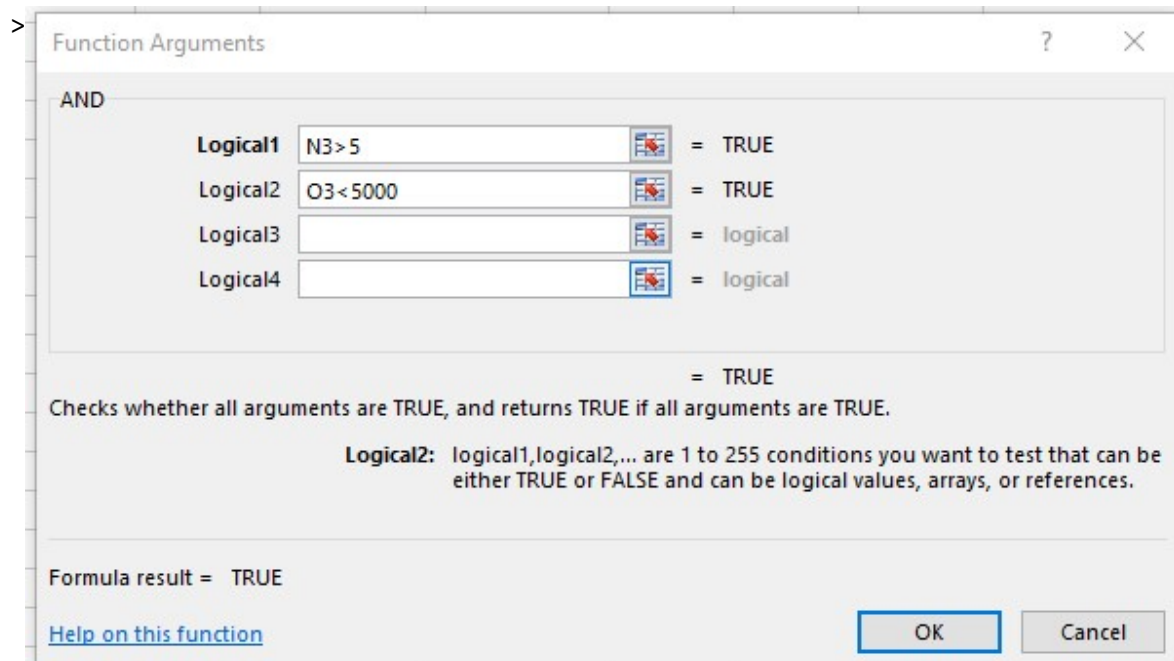 >
Function Arguments ? ×
AND
Logical1 N3>5 = TRUE
Logical2 O3<5000 = TRUE
Logical3 = logical
Logical4 = logical
= TRUE
Checks whether all arguments are TRUE, and returns TRUE if all arguments are TRUE.
Logical2: logical1,logical2,... are 1 to 255 conditions you want to test that can be
either TRUE or FALSE and can be logical values, arrays, or references.
Formula result = TRUE
Help on this function OK Cancel